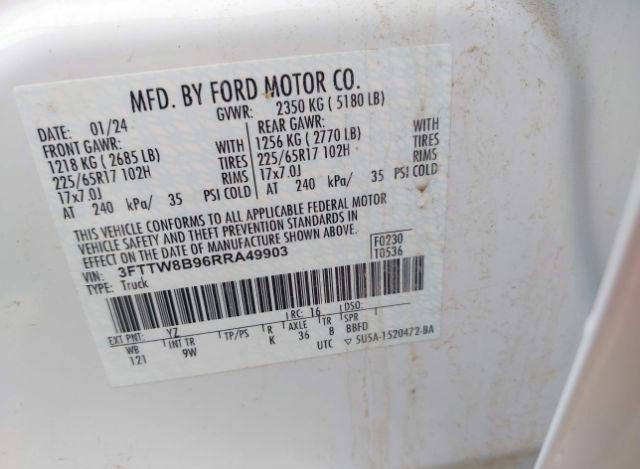 MFD. BY FORD MOTOR CO.
DATE: 01/24 GVWR: 2350 KG ( 5180 LB)
FRONT GAWR: REAR GAWR:
1218 KG ( 2685 LB) WITH 1256 KG ( 2770 LB) WITH
225/65R17 102H TIRES 225/65R17 102H TIRES
17x7.0J RIMS 17x7.0J RIMS
AT 240 kPa/ 35 PSI COLD AT 240 kPa/ 35 PSI COLD
THIS VEHICLE CONFORMS TO ALL APPLICABLE FEDERAL MOTOR
VEHICLE SAFETY AND THEFT PREVENTION STANDARDS IN
EFFECT ON THE DATE OF MANUFACTURE SHOWN ABOVE.
VIN: 3FTTW8B96RRA49903 F0230
TYPE: Truck T0536
EXT PNT: YZ RC: 16 DSO:
WB INT TR TP/PS R AXLE TR SPR
121 9W K 36 8 BBFD
UTC ▽ 5U5A-1520472-BA